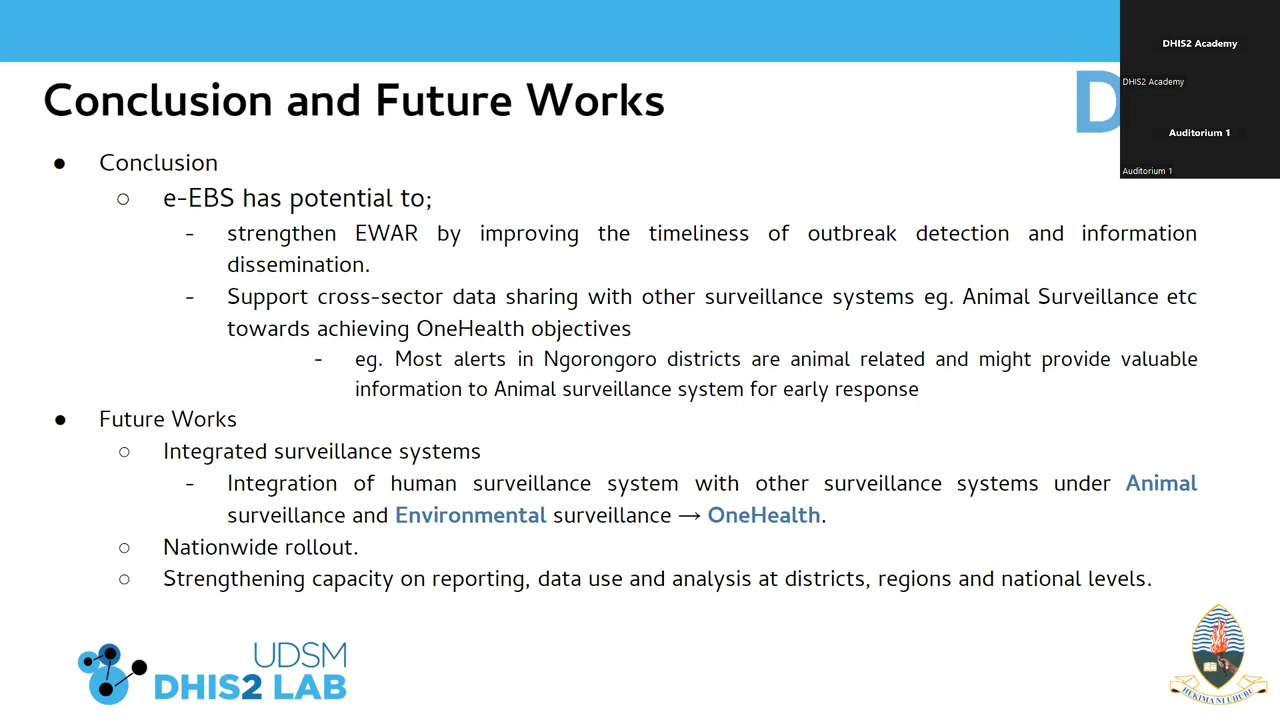 DHIS2 Academy
DHIS2 Academy
Auditorium 1
Auditorium 1
Conclusion and Future Works
D
● Conclusion
○ e-EBS has potential to;
- strengthen EWAR by improving the timeliness of outbreak detection and information
dissemination.
- Support cross-sector data sharing with other surveillance systems eg. Animal Surveillance etc
towards achieving OneHealth objectives
- eg. Most alerts in Ngorongoro districts are animal related and might provide valuable
information to Animal surveillance system for early response
● Future Works
○ Integrated surveillance systems
- Integration of human surveillance system with other surveillance systems under Animal
surveillance and Environmental surveillance → OneHealth.
○ Nationwide rollout.
○ Strengthening capacity on reporting, data use and analysis at districts, regions and national levels.
UDSM
DHIS2 LAB
HEKIMA NI UHURU